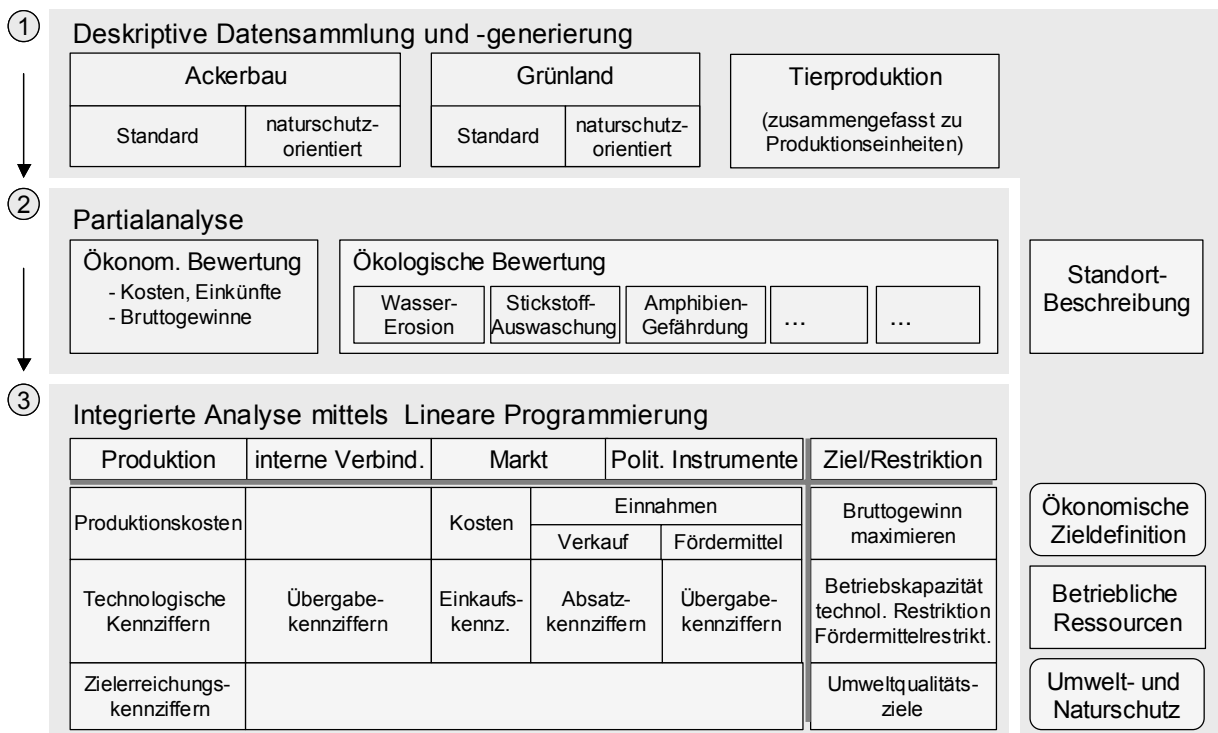 1
Deskriptive Datensammlung und -generierung
Ackerbau
Standard
naturschutz-
orientiert
Grünland
Standard
naturschutz-
orientiert
Tierproduktion
(zusammengefasst zu
Produktionseinheiten)
2
Partialanalyse
Ökonom. Bewertung
- Kosten, Einkünfte
- Bruttogewinne
Ökologische Bewertung
Wasser-
Erosion
Stickstoff-
Auswaschung
Amphibien-
Gefährdung
...
...
Standort-
Beschreibung
3
Integrierte Analyse mittels Lineare Programmierung
Produktion
interne Verbind.
Markt
Polit. Instrumente
Ziel/Restriktion
Produktionskosten
Kosten
Einnahmen
Verkauf
Fördermittel
Bruttogewinn
maximieren
Ökonomische
Zieldefinition
Technologische
Kennziffern
Übergabe-
kennziffern
Einkaufs-
kennz.
Absatz-
kennziffern
Übergabe-
kennziffern
Betriebskapazität
technol. Restriktion
Fördermittelrestrikt.
Betriebliche
Ressourcen
Zielerreichungs-
kennziffern
Umweltqualitäts-
ziele
Umwelt- und
Naturschutz